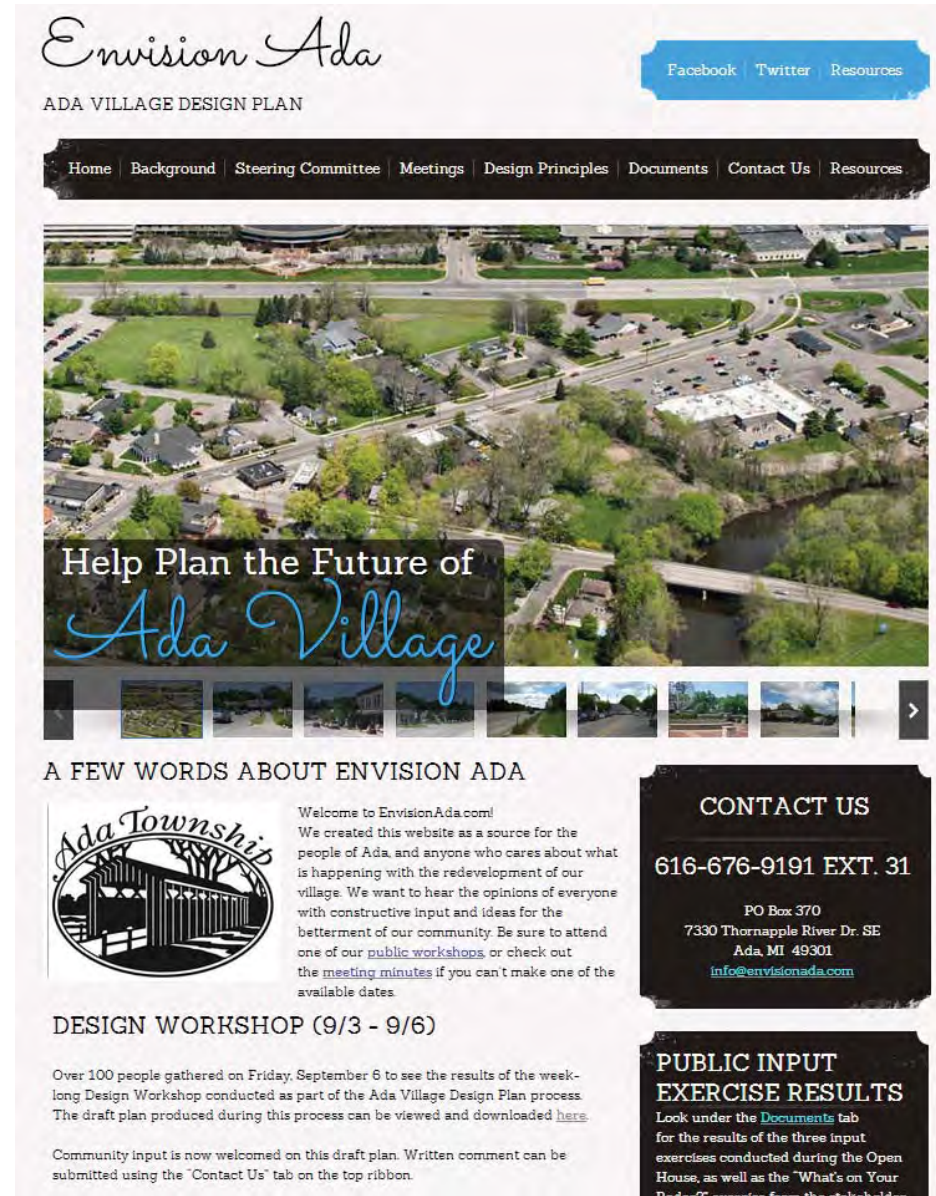 Envision Ada
ADA VILLAGE DESIGN PLAN
Facebook Twitter Resources
Home Background Steering Committee Meetings Design Principles Documents Contact Us Resources
Help Plan the Future of
Ada Village
A FEW WORDS ABOUT ENVISION ADA
Ada Township
Welcome to EnvisionAda.com!
We created this website as a source for the
people of Ada, and anyone who cares about what
is happening with the redevelopment of our
village. We want to hear the opinions of everyone
with constructive input and ideas for the
betterment of our community. Be sure to attend
one of our public workshops, or check out
the meeting minutes if you can't make one of the
available dates.
DESIGN WORKSHOP (9/3 - 9/6)
Over 100 people gathered on Friday, September 6 to see the results of the week-
long Design Workshop conducted as part of the Ada Village Design Plan process.
The draft plan produced during this process can be viewed and downloaded here.
Community input is now welcomed on this draft plan. Written comment can be
submitted using the "Contact Us" tab on the top ribbon.
CONTACT US
616-676-9191 EXT. 31
PO Box 370
7330 Thornapple River Dr. SE
Ada, MI 49301
info@envisionada.com
PUBLIC INPUT
EXERCISE RESULTS
Look under the Documents tab
for the results of the three input
exercises conducted during the Open
House, as well as the "What's on Your